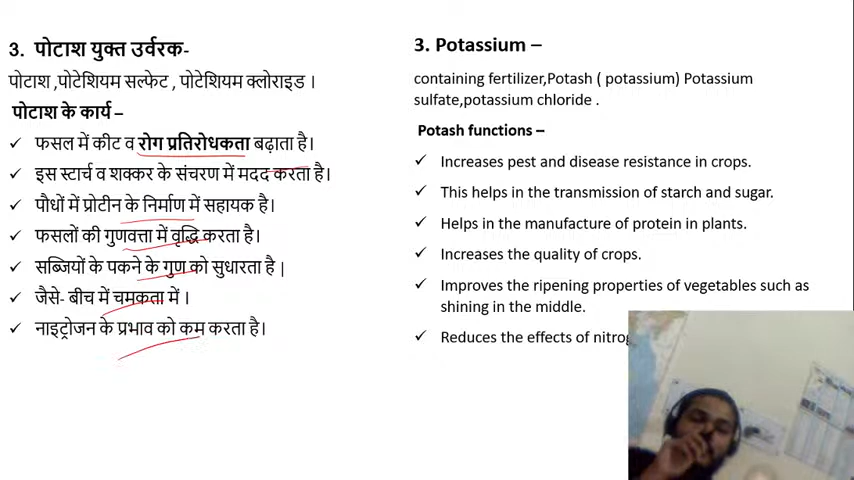 3. पोटाश युक्त उर्वरक-
पोटाश ,पोटेशियम सल्फेट , पोटेशियम क्लोराइड ।
पोटाश के कार्य –
✓ फसल में कीट व रोग प्रतिरोधकता बढ़ाता है।
✓ इस स्टार्च व शक्कर के संचरण में मदद करता है।
✓ पौधों में प्रोटीन के निर्माण में सहायक है।
✓ फसलों की गुणवत्ता में वृद्धि करता है।
✓ सब्जियों के पकने के गुण को सुधारता है |
✓ जैसे- बीच में चमकता में ।
✓ नाइट्रोजन के प्रभाव को कम करता है।
3. Potassium –
containing fertilizer,Potash ( potassium) Potassium
sulfate,potassium chloride .
Potash functions –
✓ Increases pest and disease resistance in crops.
✓ This helps in the transmission of starch and sugar.
✓ Helps in the manufacture of protein in plants.
✓ Increases the quality of crops.
✓ Improves the ripening properties of vegetables such as
shining in the middle.
✓ Reduces the effects of